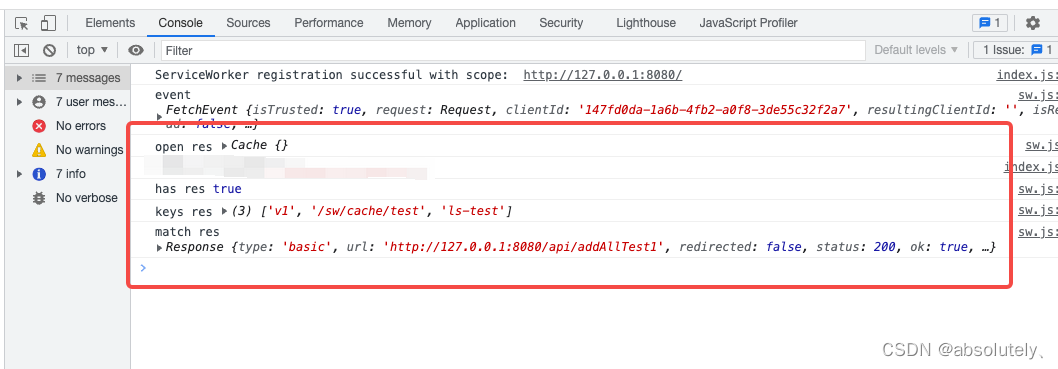 Elements Console Sources Performance Memory Application Security Lighthouse JavaScript Profiler 1
top Filter Default levels 1 Issue: 1
7 messages
7 user mes...
No errors
No warnings
7 info
No verbose
ServiceWorker registration successful with scope: http://127.0.0.1:8080/ index.js:
event sw.js:
FetchEvent {isTrusted: true, request: Request, clientId: '147fd0da-1a6b-4fb2-a0f8-3de55c32f2a7', resultingClientId: '', isRe
false, …}
open res Cache {} sw.js:
index.js
has res true sw.js:
keys res (3) ['v1', '/sw/cache/test', 'ls-test'] sw.js:
match res sw.js:
Response {type: 'basic', url: 'http://127.0.0.1:8080/api/addAllTest1', redirected: false, status: 200, ok: true, …}
CSDN @absolutely、